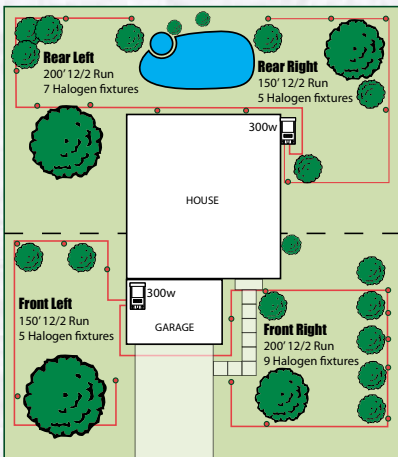 Rear Left
200' 12/2 Run
7 Halogen fixtures
Rear Right
150' 12/2 Run
5 Halogen fixtures
300w
HOUSE
300w
GARAGE
Front Left
150' 12/2 Run
5 Halogen fixtures
Front Right
200' 12/2 Run
9 Halogen fixtures